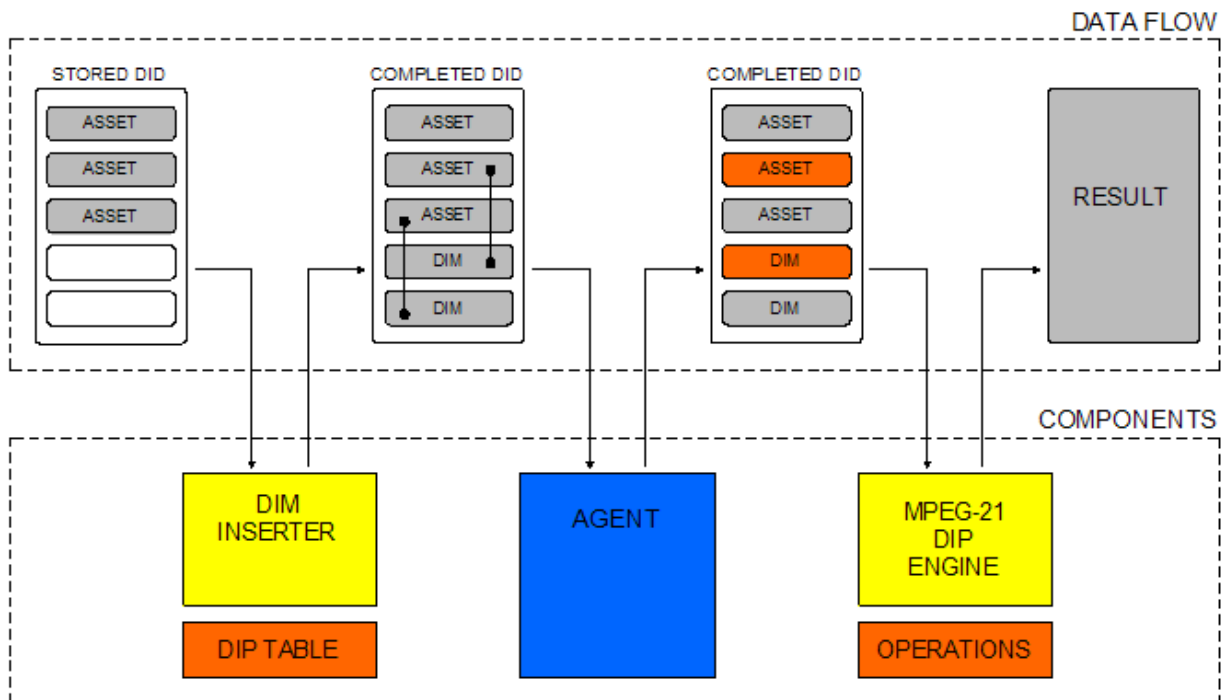 DATA FLOW
STORED DID
ASSET
ASSET
ASSET
COMPLETED DID
ASSET
ASSET
ASSET
DIM
DIM
COMPLETED DID
ASSET
ASSET
ASSET
DIM
DIM
RESULT
COMPONENTS
DIM
INSERTER
DIP TABLE
AGENT
MPEG-21
DIP
ENGINE
OPERATIONS